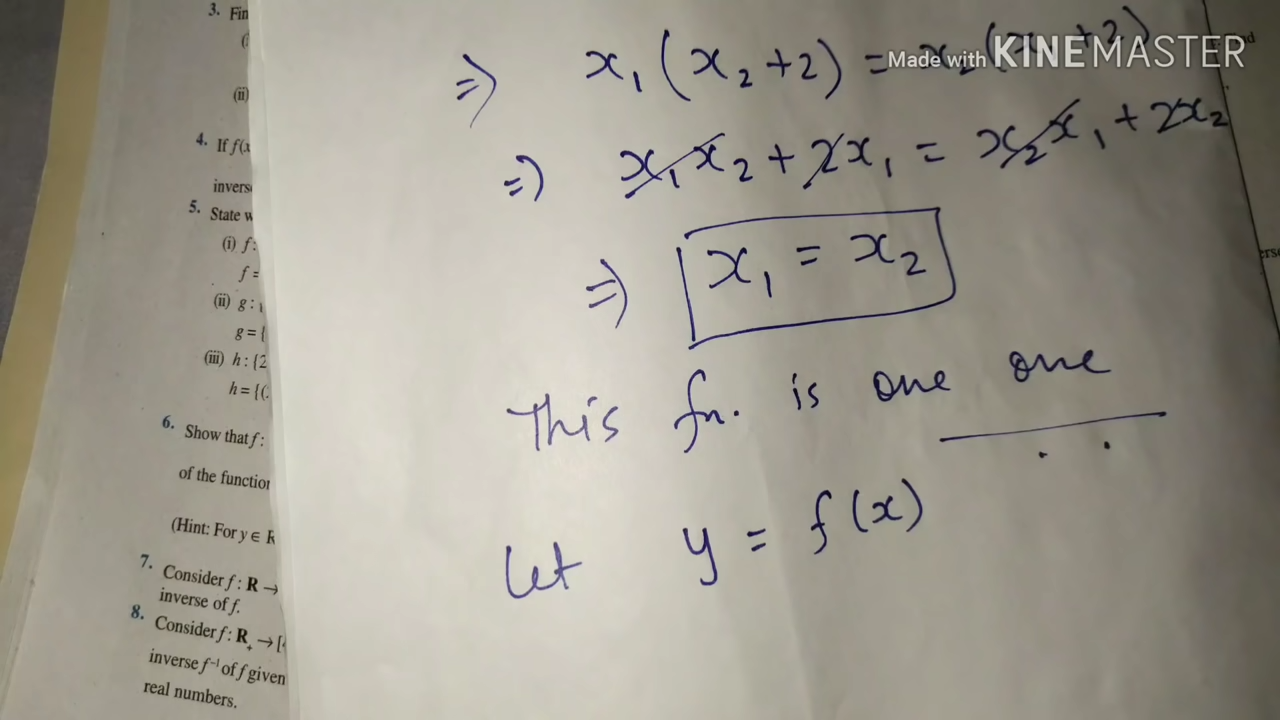 3. Fin
(i
(ii)
4. If f(x
invers
5. State w
(i) f:
f =
(ii) g :
g = {
(iii) h : {2
h = {(
6. Show that f :
of the function
(Hint: For y ∈ R
7. Consider f : R →
inverse of f.
8. Consider f : R₊ → [
inverse f⁻¹ of f given
real numbers.
Made with KINEMASTER
⇒ x₁ (x₂ + 2) = x₂ ( + 2)
⇒ x₁x₂ + 2x₁ = x₂x₁ + 2x₂
⇒ x₁ = x₂
This fn. is one one
Let y = f(x)